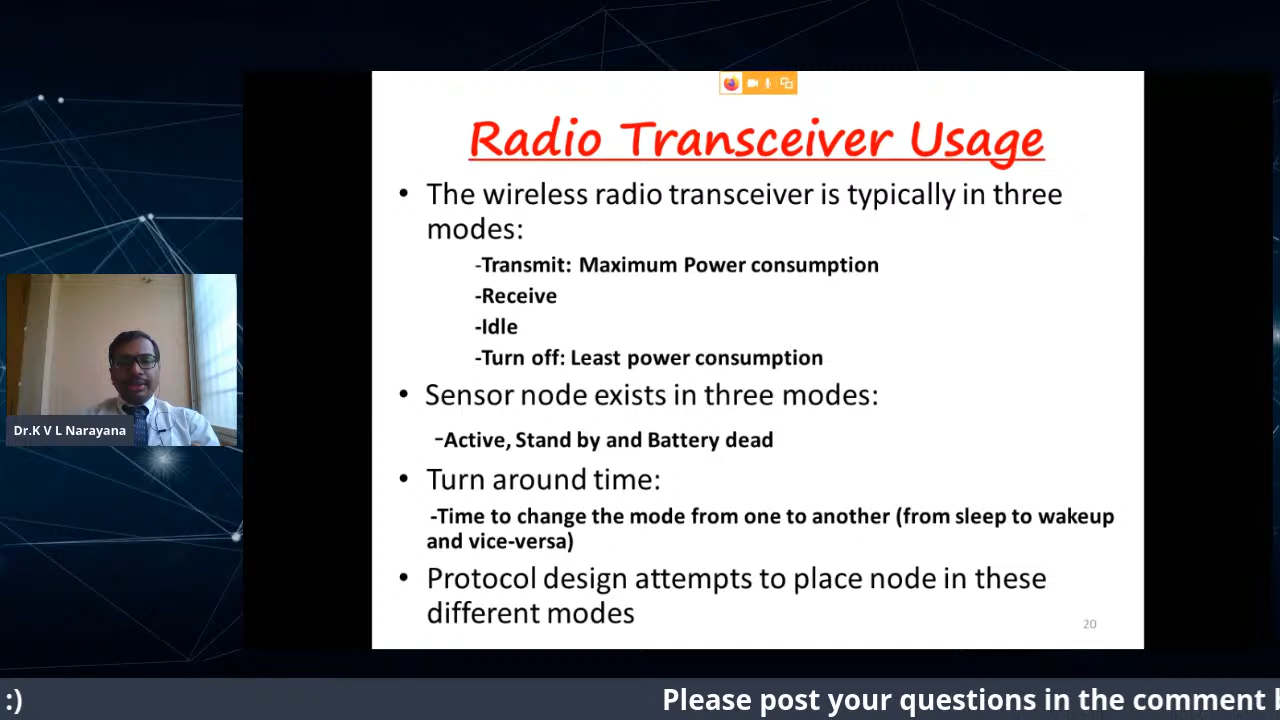 Radio Transceiver Usage
• The wireless radio transceiver is typically in three
modes:
-Transmit: Maximum Power consumption
-Receive
-Idle
-Turn off: Least power consumption
• Sensor node exists in three modes:
-Active, Stand by and Battery dead
• Turn around time:
-Time to change the mode from one to another (from sleep to wakeup
and vice-versa)
• Protocol design attempts to place node in these
different modes
20
Dr.K V L Narayana
:) Please post your questions in the comment